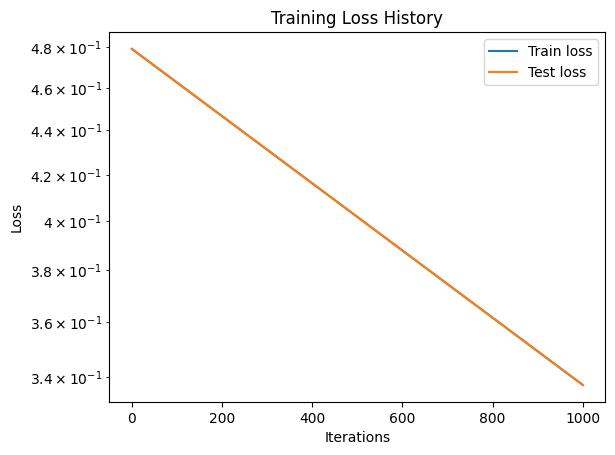 Training Loss History
Train loss
Test loss
Loss
4.8 × 10⁻¹
4.6 × 10⁻¹
4.4 × 10⁻¹
4.2 × 10⁻¹
4 × 10⁻¹
3.8 × 10⁻¹
3.6 × 10⁻¹
3.4 × 10⁻¹
0 200 400 600 800 1000
Iterations